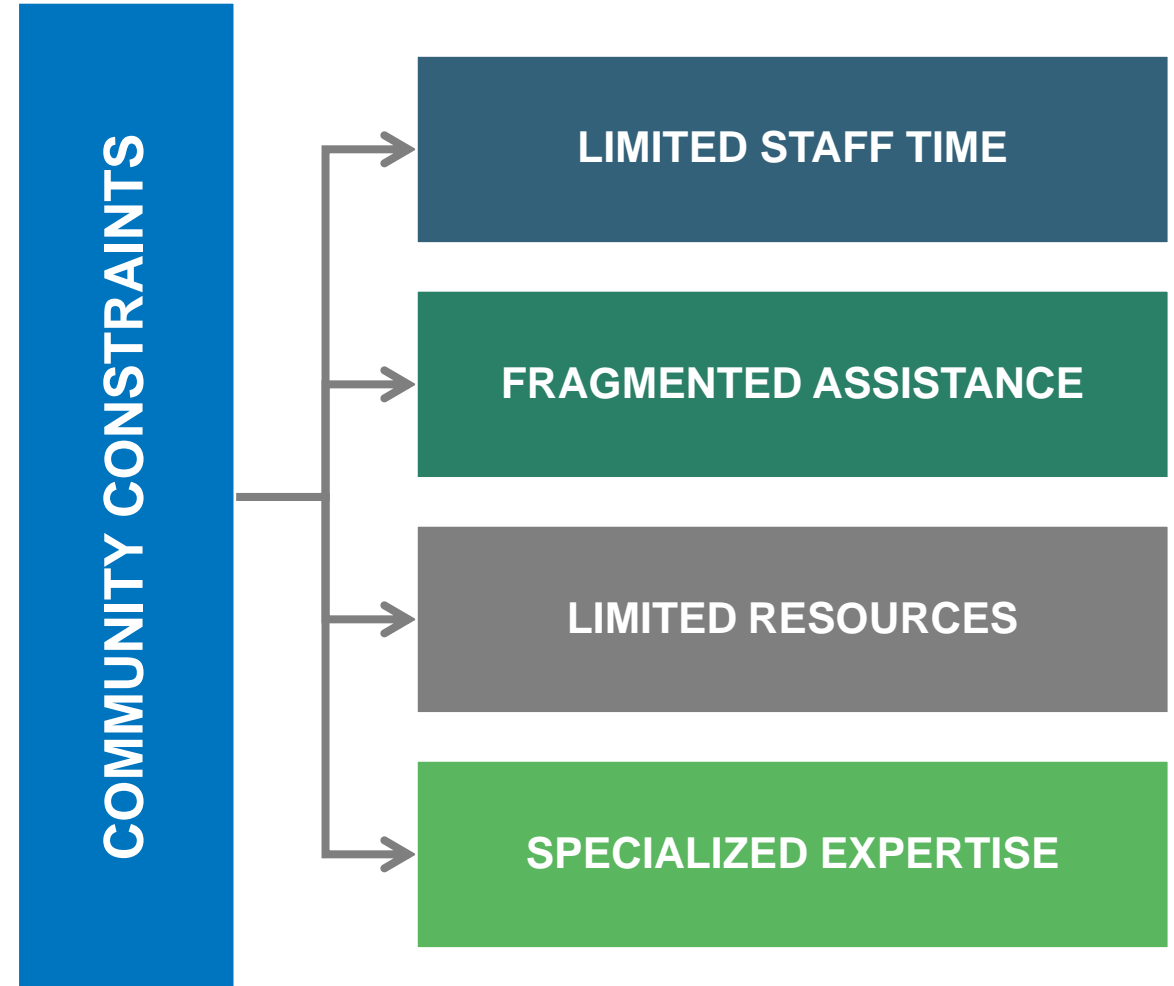 COMMUNITY CONSTRAINTS
LIMITED STAFF TIME
FRAGMENTED ASSISTANCE
LIMITED RESOURCES
SPECIALIZED EXPERTISE